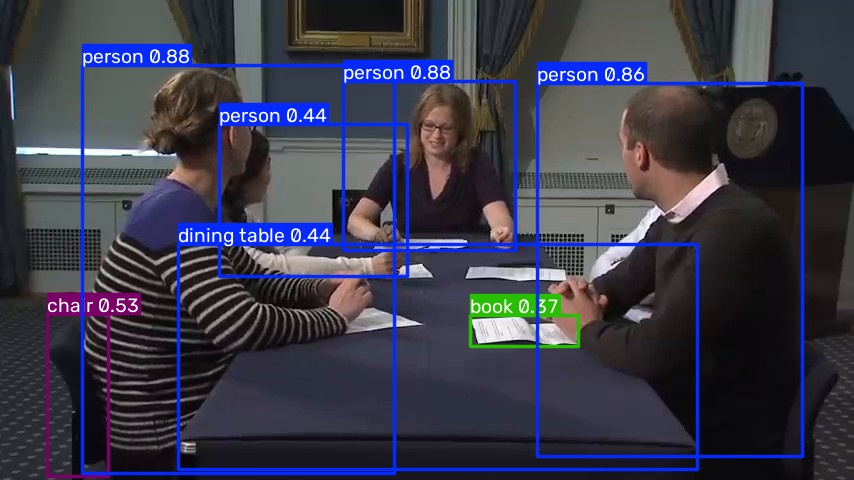 person 0.88
person 0.88
person 0.86
person 0.44
dining table 0.44
chair 0.53
book 0.37